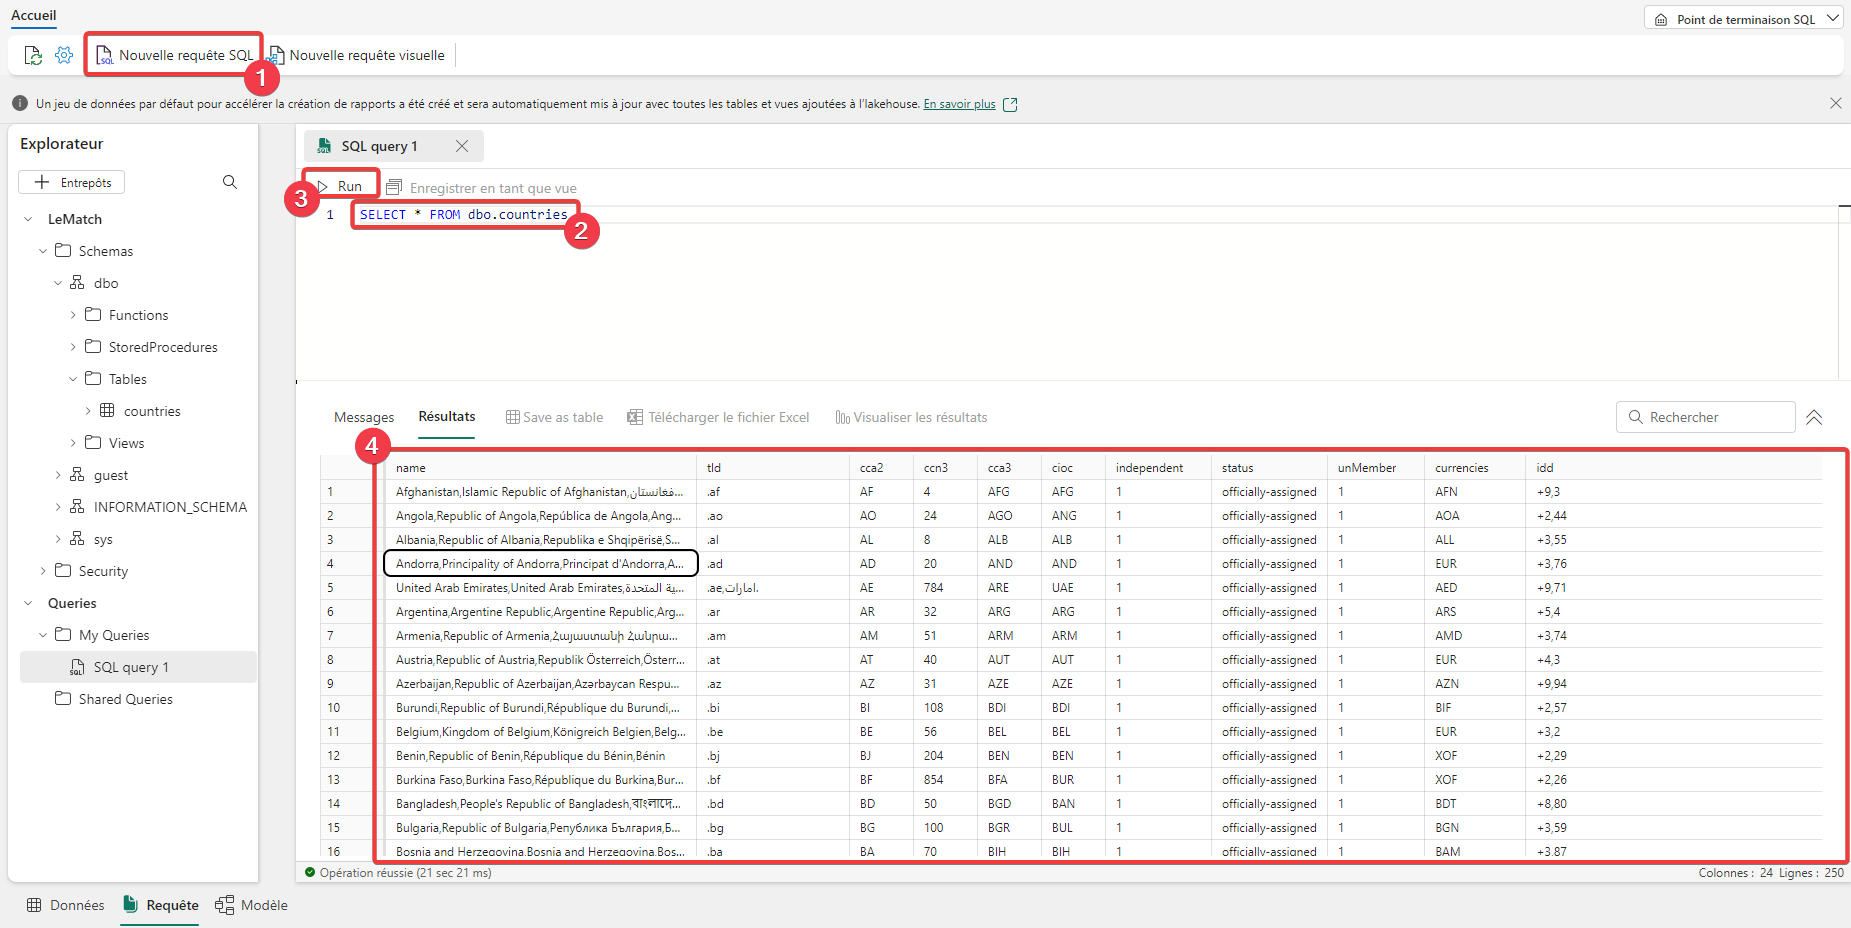 Accueil
Point de terminaison SQL
Nouvelle requête SQL
Nouvelle requête visuelle
1
Un jeu de données par défaut pour accélérer la création de rapports a été créé et sera automatiquement mis à jour avec toutes les tables et vues ajoutées à l'lakehouse. En savoir plus
Explorateur
Entrepôts
LeMatch
Schemas
dbo
Functions
StoredProcedures
Tables
countries
Views
guest
INFORMATION_SCHEMA
sys
Security
Queries
My Queries
SQL query 1
Shared Queries
SQL query 1
3 Run Enregistrer en tant que vue
1 SELECT * FROM dbo.countries
2
Messages Résultats Save as table Télécharger le fichier Excel Visualiser les résultats Rechercher
4
name tld cca2 ccn3 cca3 cioc independent status unMember currencies idd
1 Afghanistan,Islamic Republic of Afghanistan,افغانستان... .af AF 4 AFG AFG 1 officially-assigned 1 AFN +9,3
2 Angola,Republic of Angola,República de Angola,Ang... .ao AO 24 AGO ANG 1 officially-assigned 1 AOA +2,44
3 Albania,Republic of Albania,Republika e Shqipërisë,S... .al AL 8 ALB ALB 1 officially-assigned 1 ALL +3,55
4 Andorra,Principality of Andorra,Principat d'Andorra,A... .ad AD 20 AND AND 1 officially-assigned 1 EUR +3,76
5 United Arab Emirates,United Arab Emirates,ية المتحدة... .ae,امارات. AE 784 ARE UAE 1 officially-assigned 1 AED +9,71
6 Argentina,Argentine Republic,Argentine Republic,Arg... .ar AR 32 ARG ARG 1 officially-assigned 1 ARS +5,4
7 Armenia,Republic of Armenia,Հայաստանի Հանրա... .am AM 51 ARM ARM 1 officially-assigned 1 AMD +3,74
8 Austria,Republic of Austria,Republik Österreich,Österr... .at AT 40 AUT AUT 1 officially-assigned 1 EUR +4,3
9 Azerbaijan,Republic of Azerbaijan,Azərbaycan Respu... .az AZ 31 AZE AZE 1 officially-assigned 1 AZN +9,94
10 Burundi,Republic of Burundi,République du Burundi,... .bi BI 108 BDI BDI 1 officially-assigned 1 BIF +2,57
11 Belgium,Kingdom of Belgium,Königreich Belgien,Belg... .be BE 56 BEL BEL 1 officially-assigned 1 EUR +3,2
12 Benin,Republic of Benin,République du Bénin,Bénin .bj BJ 204 BEN BEN 1 officially-assigned 1 XOF +2,29
13 Burkina Faso,Burkina Faso,République du Burkina,Bur... .bf BF 854 BFA BUR 1 officially-assigned 1 XOF +2,26
14 Bangladesh,People's Republic of Bangladesh,বাংলাদে... .bd BD 50 BGD BAN 1 officially-assigned 1 BDT +8,80
15 Bulgaria,Republic of Bulgaria,Република България,Б... .bg BG 100 BGR BUL 1 officially-assigned 1 BGN +3,59
16 Bosnia and Herzegovina,Bosnia and Herzegovina,Bos... .ba BA 70 BIH BIH 1 officially-assigned 1 BAM +3,87
Opération réussie (21 sec 21 ms) Colonnes : 24 Lignes : 250
Données Requête Modèle